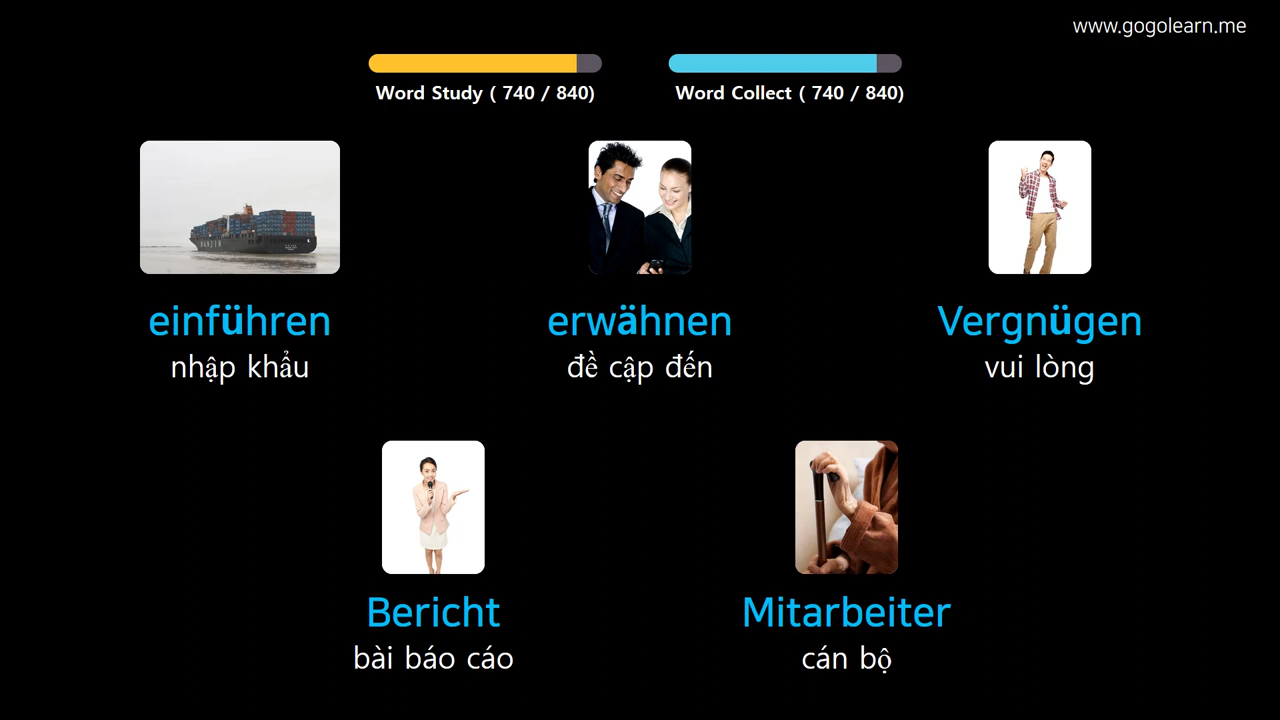 www.gogolearn.me
Word Study ( 740 / 840)
Word Collect ( 740 / 840)
einführen
nhập khẩu
erwähnen
đề cập đến
Vergnügen
vui lòng
Bericht
bài báo cáo
Mitarbeiter
cán bộ